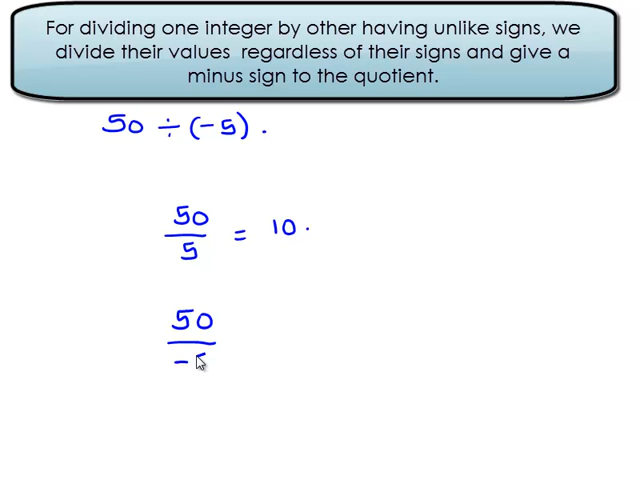 For dividing one integer by other having unlike signs, we
divide their values regardless of their signs and give a
minus sign to the quotient.
50 ÷ (-5) .
50
5
= 10 .
50
-5